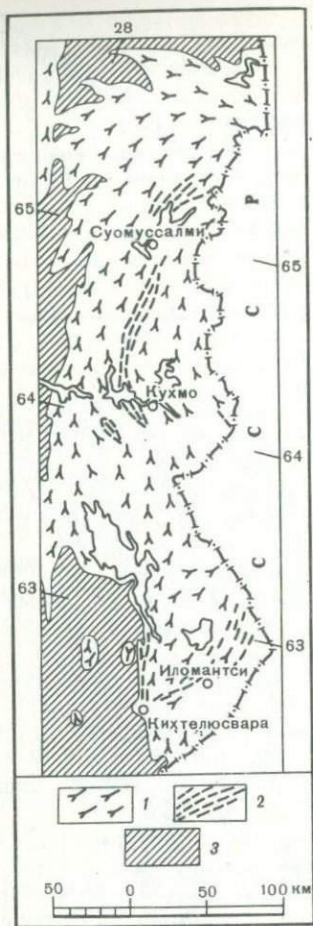 28
65
Суомуссалми
65
Кухмо
64
64
С С С Р
63
63
Иломантси
Кихтелюсвара
1
2
3
50 0 50 100 км